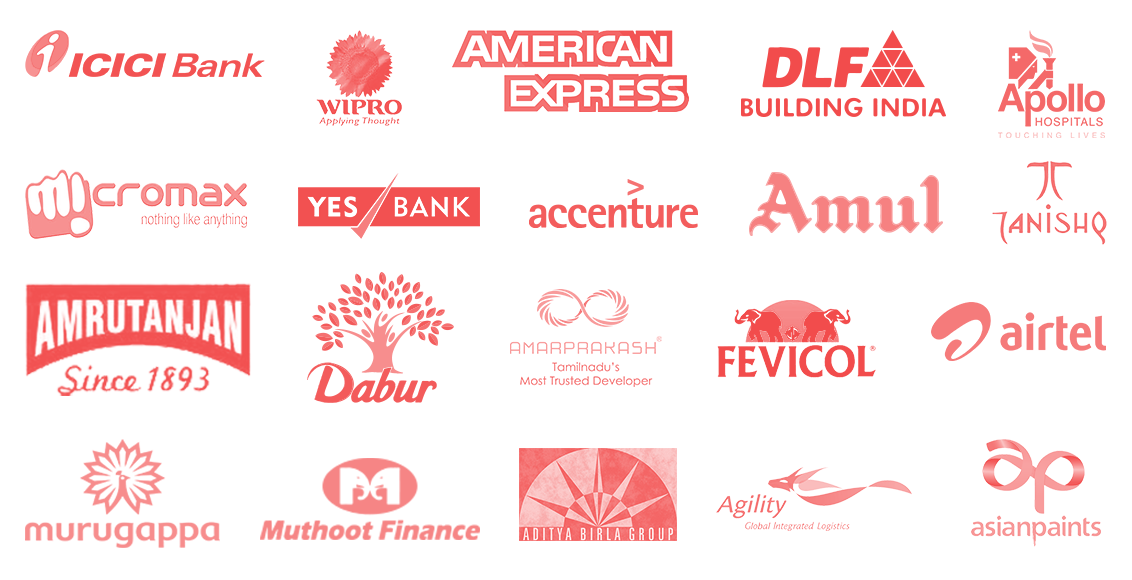 ICICI Bank
WIPRO
Applying Thought
AMERICAN
EXPRESS
DLF
BUILDING INDIA
Apollo
HOSPITALS
TOUCHING LIVES
m!cromax
nothing like anything
YES BANK
accenture
Amul
TANISHQ
AMRUTANJAN
Since 1893
Dabur
AMARPRAKASH®
Tamilnadu's
Most Trusted Developer
FEVICOL®
airtel
murugappa
Muthoot Finance
ADITYA BIRLA GROUP
Agility
Global Integrated Logistics
ap
asianpaints